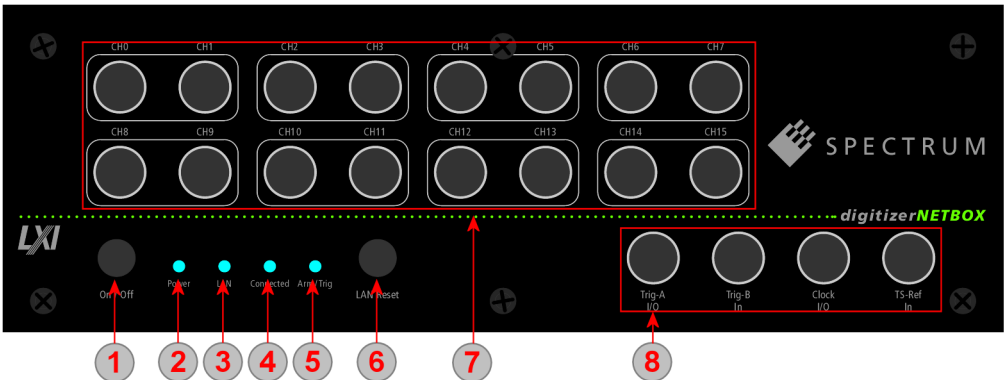 CH0 CH1 CH2 CH3 CH4 CH5 CH6 CH7
CH8 CH9 CH10 CH11 CH12 CH13 CH14 CH15
SPECTRUM
digitizerNETBOX
LXI
On Off
Power LAN Connected Arm/Trig
LAN Reset
Trig-A I/O
Trig-B In
Clock I/O
TS-Ref In
1 2 3 4 5 6 7 8